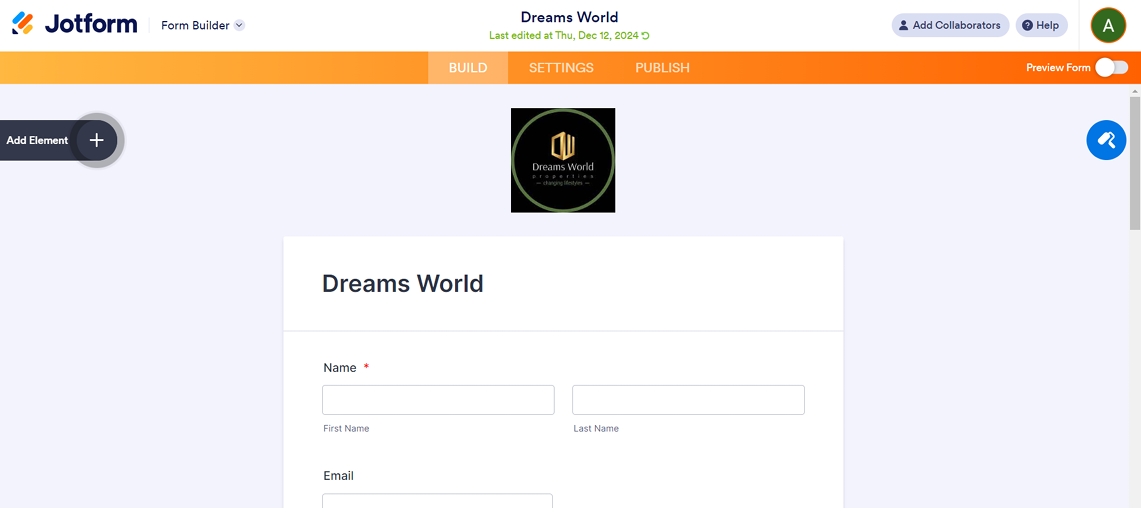 Jotform
Form Builder
Dreams World
Last edited at Thu, Dec 12, 2024
Add Collaborators
Help
A
BUILD
SETTINGS
PUBLISH
Preview Form
Add Element
Dreams World
properties
— changing lifestyles —
Dreams World
Name *
First Name
Last Name
Email